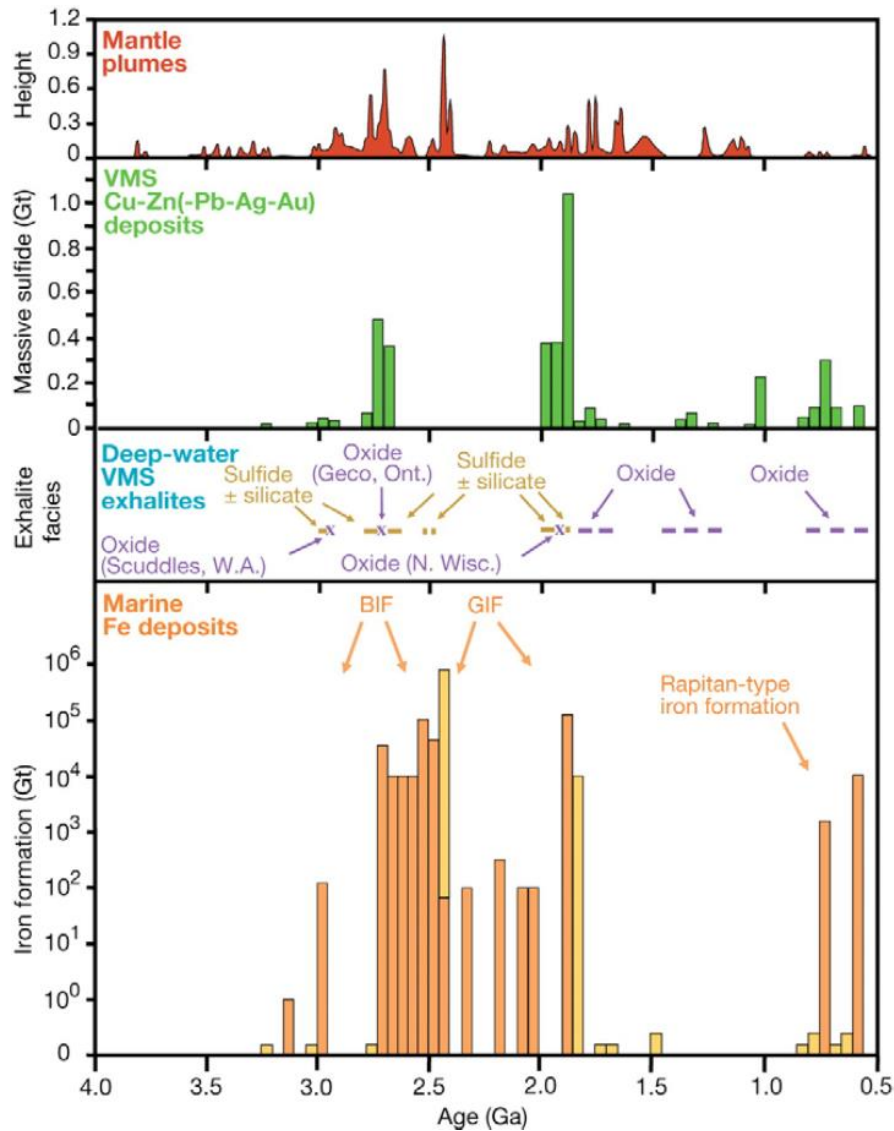 Mantle
plumes
Height
1.2
0.9
0.6
0.3
0
VMS
Cu-Zn(-Pb-Ag-Au)
deposits
Massive sulfide (Gt)
1.0
0.8
0.6
0.4
0.2
0
Deep-water
VMS
exhalites
Exhalite
facies
Sulfide
± silicate
Oxide
(Geco, Ont.)
Sulfide
± silicate
Oxide
Oxide
x
x
x
Oxide
(Scuddles, W.A.)
Oxide (N. Wisc.)
Marine
Fe deposits
BIF
GIF
Rapitan-type
iron formation
Iron formation (Gt)
10⁶
10⁵
10⁴
10³
10²
10¹
10⁰
0
4.0 3.5 3.0 2.5 2.0 1.5 1.0 0.5
Age (Ga)